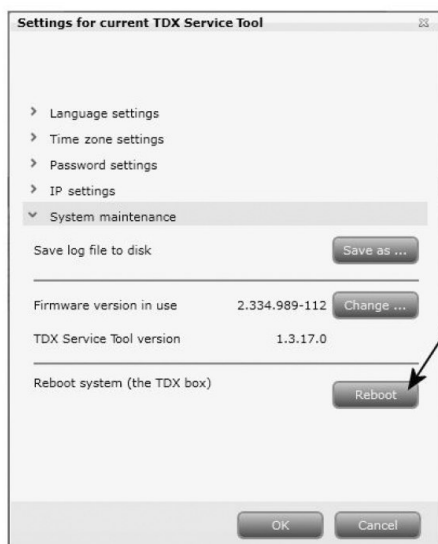 Settings for current TDX Service Tool
Language settings
Time zone settings
Password settings
IP settings
System maintenance
Save log file to disk Save as ...
Firmware version in use 2.334.989-112 Change ...
TDX Service Tool version 1.3.17.0
Reboot system (the TDX box) Reboot
OK Cancel